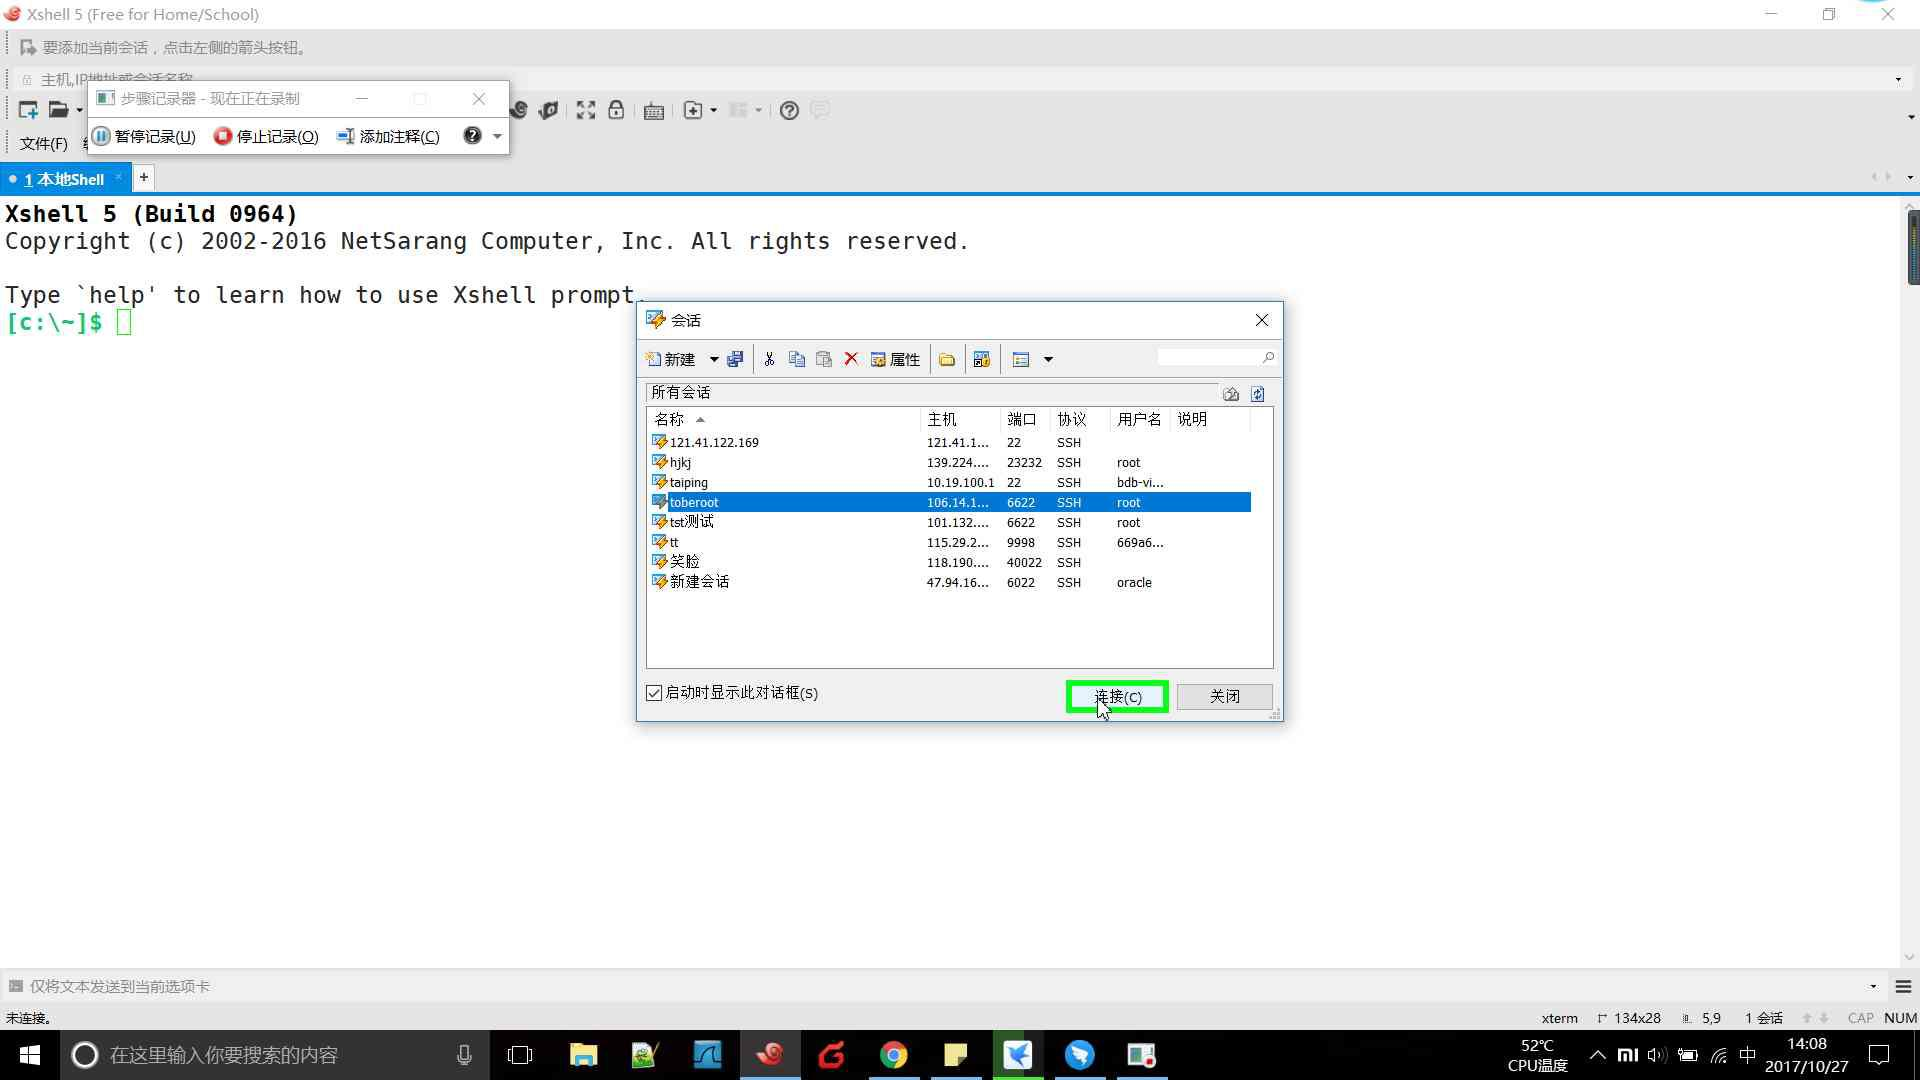 Xshell 5 (Free for Home/School)
要添加当前会话，点击左侧的箭头按钮。
主机,IP地址或会话名称
步骤记录器 - 现在正在录制
暂停记录(U) 停止记录(O) 添加注释(C)
文件(F)
1 本地Shell
Xshell 5 (Build 0964)
Copyright (c) 2002-2016 NetSarang Computer, Inc. All rights reserved.
Type `help' to learn how to use Xshell prompt.
[c:\~]$
会话
新建 属性
所有会话
名称 主机 端口 协议 用户名 说明
121.41.122.169 121.41.1... 22 SSH
hjkj 139.224.... 23232 SSH root
taiping 10.19.100.1 22 SSH bdb-vi...
toberoot 106.14.1... 6622 SSH root
tst测试 101.132.... 6622 SSH root
tt 115.29.2... 9998 SSH 669a6...
笑脸 118.190.... 40022 SSH
新建会话 47.94.16... 6022 SSH oracle
启动时显示此对话框(S) 连接(C) 关闭
仅将文本发送到当前选项卡
未连接。 xterm 134x28 5,9 1 会话 CAP NUM
在这里输入你要搜索的内容
52℃
CPU温度
中
14:08
2017/10/27